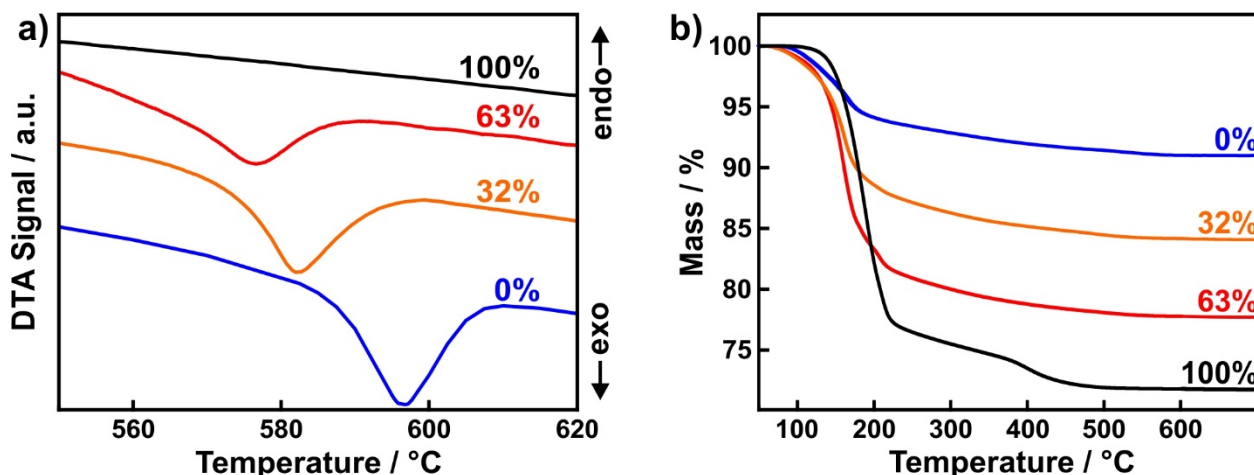 a)
100%
63%
32%
0%
endo→
←exo
DTA Signal / a.u.
560 580 600 620
Temperature / °C
b)
100
95
90
85
80
75
0%
32%
63%
100%
Mass / %
100 200 300 400 500 600
Temperature / °C